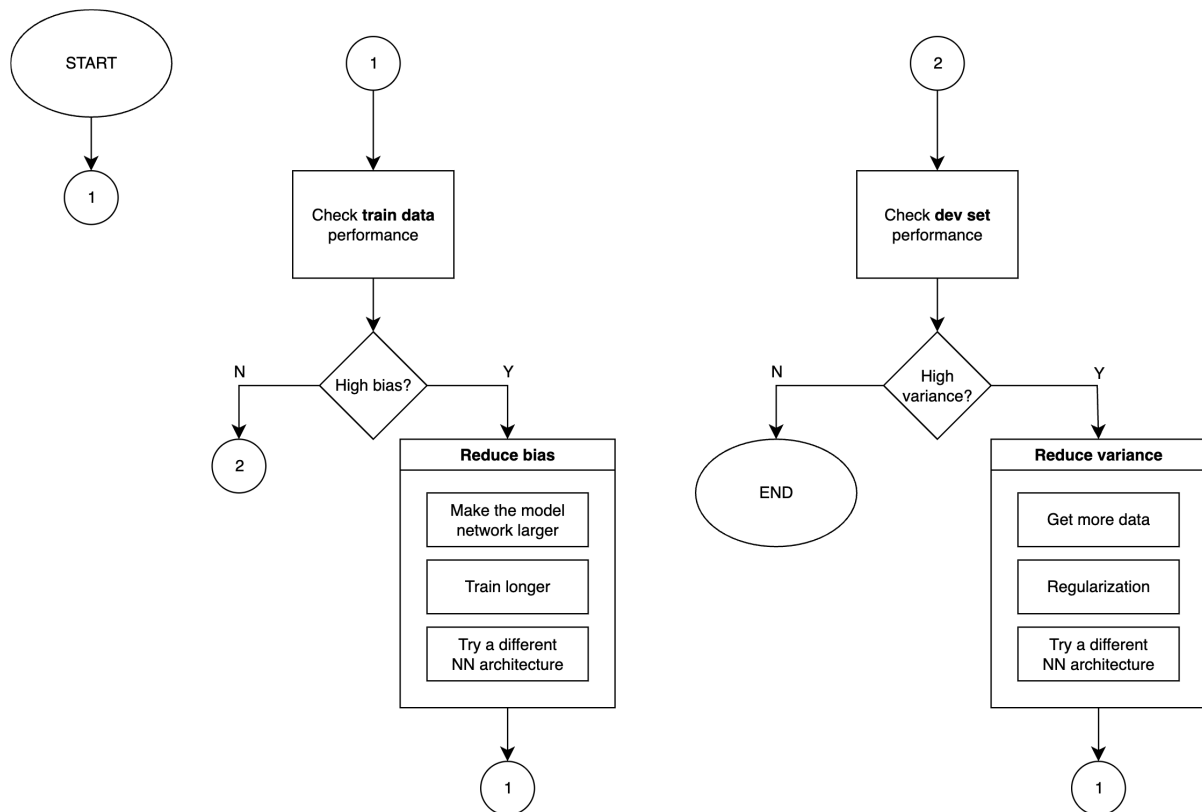 START
1
1
Check train data
performance
High bias?
N
Y
2
Reduce bias
Make the model
network larger
Train longer
Try a different
NN architecture
1
2
Check dev set
performance
High
variance?
N
Y
END
Reduce variance
Get more data
Regularization
Try a different
NN architecture
1